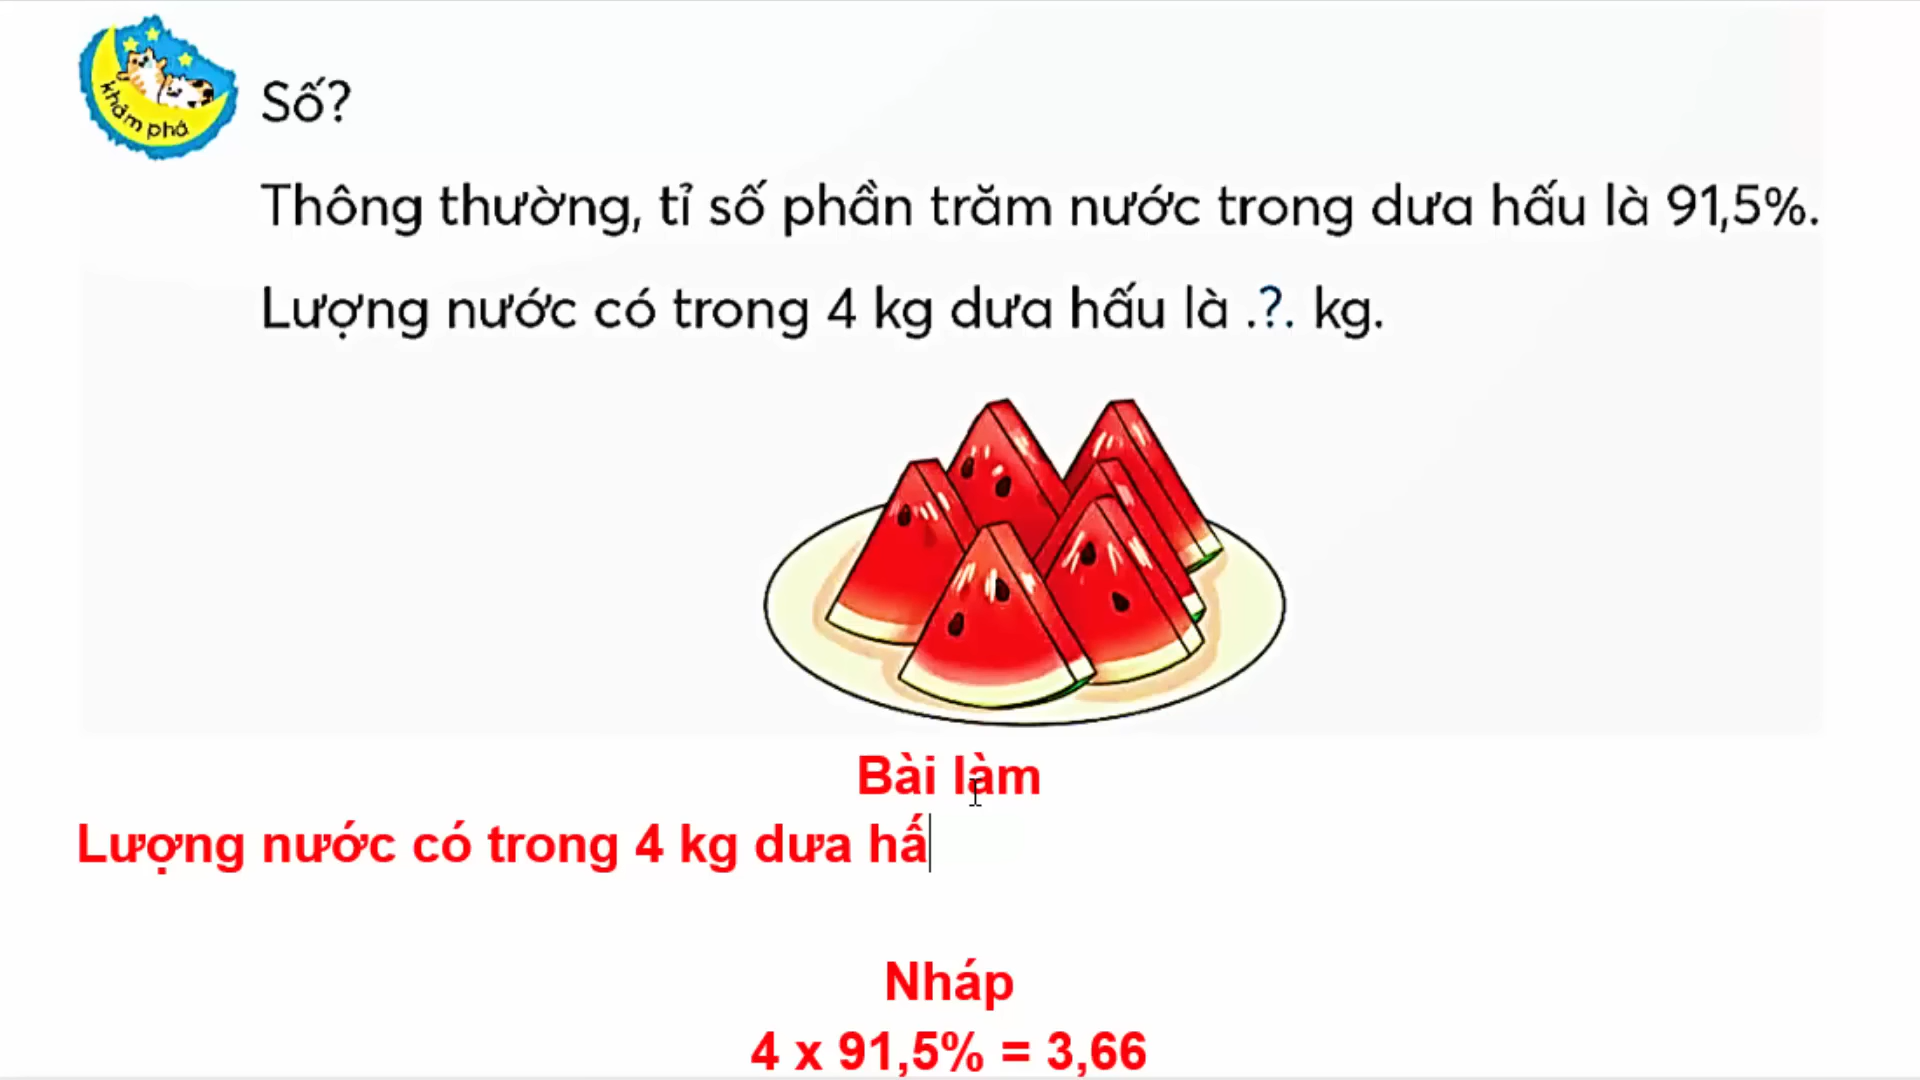 khám phá
Số?
Thông thường, tỉ số phần trăm nước trong dưa hấu là 91,5%.
Lượng nước có trong 4 kg dưa hấu là .?. kg.
Bài làm
Lượng nước có trong 4 kg dưa hấ
Nháp
4 x 91,5% = 3,66